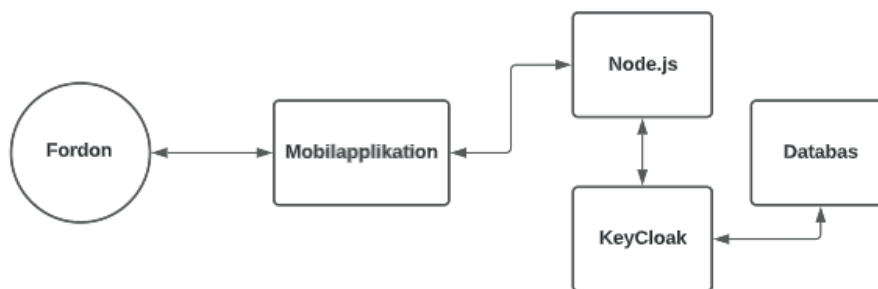 Fordon
Mobilapplikation
Node.js
KeyCloak
Databas